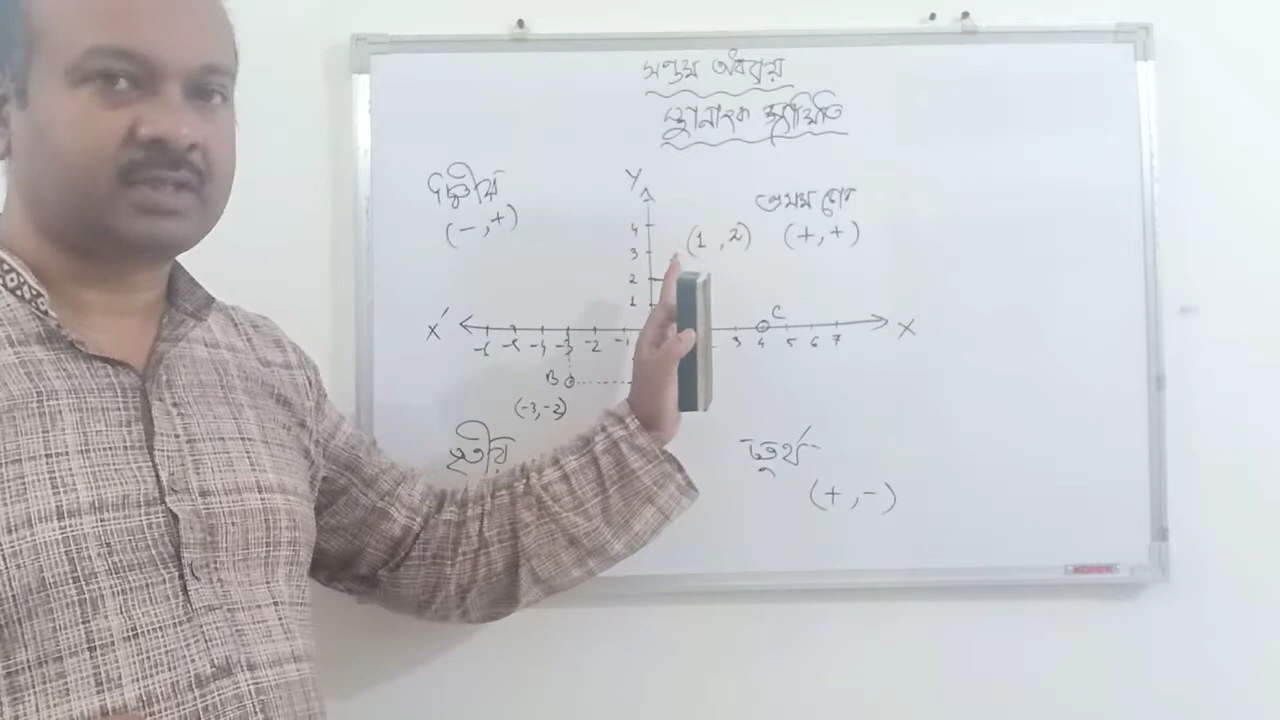 সপ্তম অধ্যায়
স্থানাংক জ্যামিতি
Y
দ্বিতীয়
(-,+)
প্রথম
(1 , 2) (+,+)
4
3
2
1
X' X
-6 -5 -4 -3 -2 -1 3 4 5 6 7
C
B
(-3,-2)
তৃতীয়
চতুর্থ
(+,-)